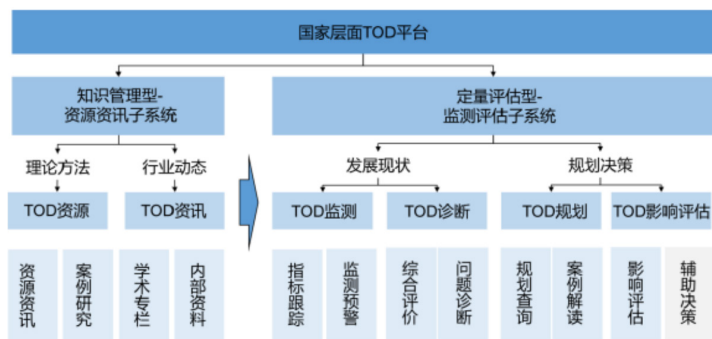 国家层面TOD平台
知识管理型-
资源资讯子系统
定量评估型-
监测评估子系统
理论方法
行业动态
发展现状
规划决策
TOD资源
TOD资讯
TOD监测
TOD诊断
TOD规划
TOD影响评估
资源资讯
案例研究
学术专栏
内部资料
指标跟踪
监测预警
综合评价
问题诊断
规划查询
案例解读
影响评估
辅助决策